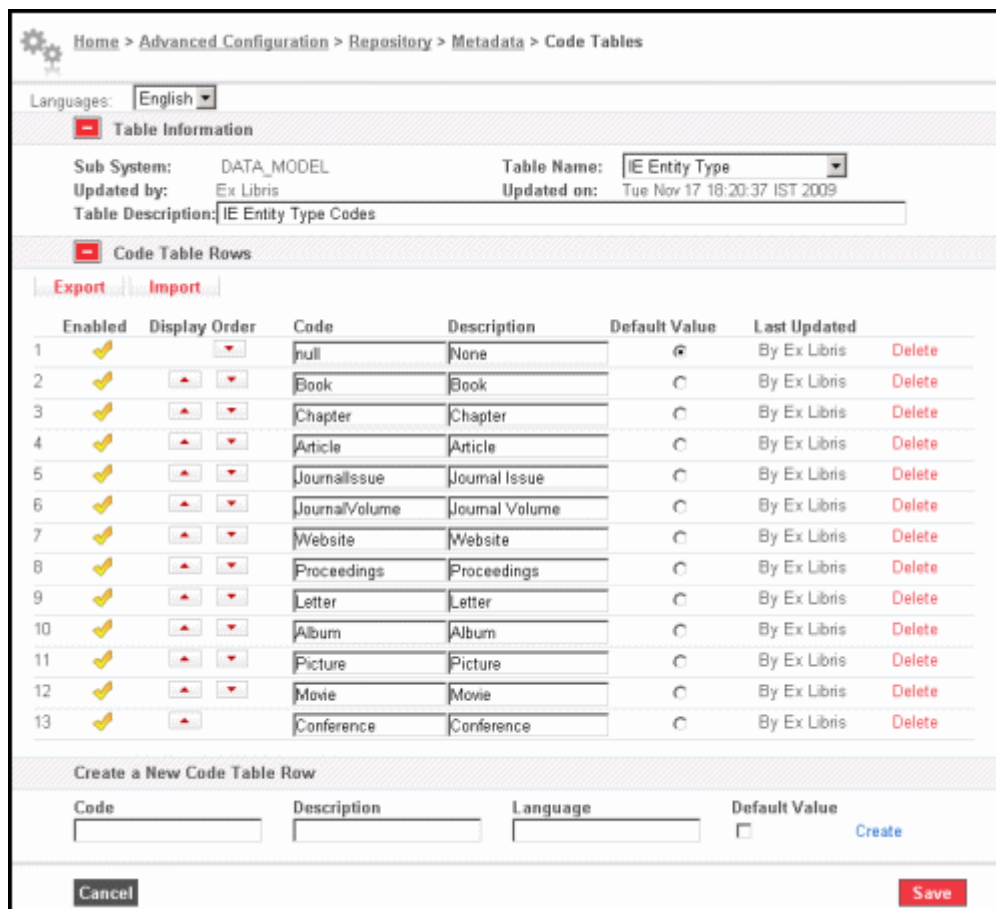 Home > Advanced Configuration > Repository > Metadata > Code Tables
Languages: English
Table Information
Sub System: DATA_MODEL Table Name: IE Entity Type
Updated by: Ex Libris Updated on: Tue Nov 17 18:20:37 IST 2009
Table Description: IE Entity Type Codes
Code Table Rows
Export Import
Enabled Display Order Code Description Default Value Last Updated
1 null None By Ex Libris Delete
2 Book Book By Ex Libris Delete
3 Chapter Chapter By Ex Libris Delete
4 Article Article By Ex Libris Delete
5 JournalIssue Journal Issue By Ex Libris Delete
6 JournalVolume Journal Volume By Ex Libris Delete
7 Website Website By Ex Libris Delete
8 Proceedings Proceedings By Ex Libris Delete
9 Letter Letter By Ex Libris Delete
10 Album Album By Ex Libris Delete
11 Picture Picture By Ex Libris Delete
12 Movie Movie By Ex Libris Delete
13 Conference Conference By Ex Libris Delete
Create a New Code Table Row
Code Description Language Default Value
Create
Cancel Save